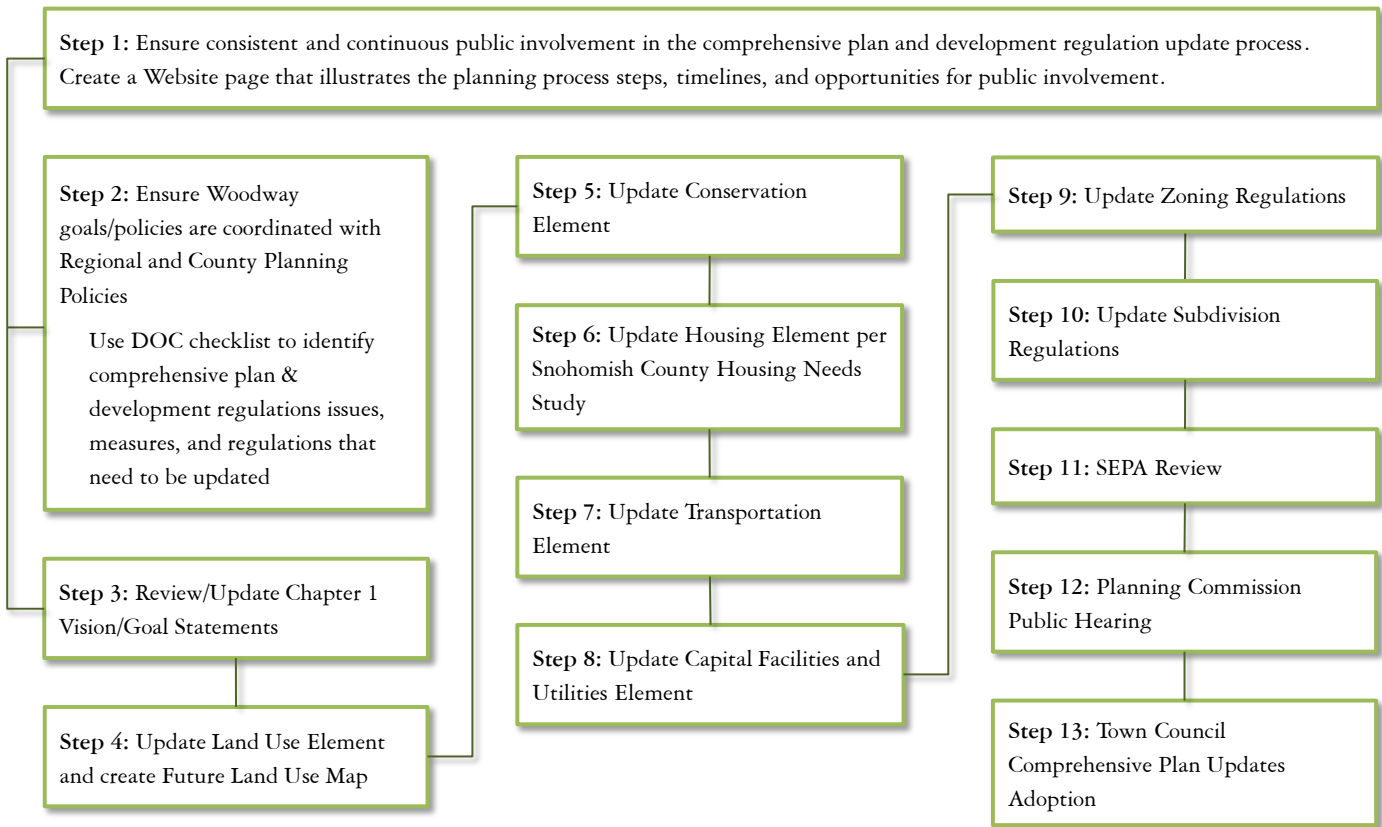 Step 1: Ensure consistent and continuous public involvement in the comprehensive plan and development regulation update process.
Create a Website page that illustrates the planning process steps, timelines, and opportunities for public involvement.
Step 2: Ensure Woodway
goals/policies are coordinated with
Regional and County Planning
Policies
Use DOC checklist to identify
comprehensive plan &
development regulations issues,
measures, and regulations that
need to be updated
Step 3: Review/Update Chapter 1
Vision/Goal Statements
Step 4: Update Land Use Element
and create Future Land Use Map
Step 5: Update Conservation
Element
Step 6: Update Housing Element per
Snohomish County Housing Needs
Study
Step 7: Update Transportation
Element
Step 8: Update Capital Facilities and
Utilities Element
Step 9: Update Zoning Regulations
Step 10: Update Subdivision
Regulations
Step 11: SEPA Review
Step 12: Planning Commission
Public Hearing
Step 13: Town Council
Comprehensive Plan Updates
Adoption